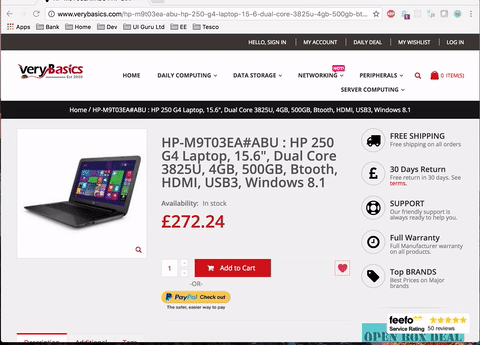 www.verybasics.com/hp-m9t03ea-abu-hp-250-g4-laptop-15-6-dual-core-3825u-4gb-500gb-bt...
Apps Bank Home Dev UI Guru Ltd EE Tesco
HELLO, SIGN IN MY ACCOUNT DAILY DEAL MY WISHLIST LOG IN
VeryBasics
Est 2003
HOME DAILY COMPUTING DATA STORAGE NETWORKING HOT! PERIPHERALS 0 ITEM(S)
SERVER COMPUTING
Home / HP-M9T03EA#ABU : HP 250 G4 Laptop, 15.6", Dual Core 3825U, 4GB, 500GB, Btooth, HDMI, USB3, Windows 8.1
HP-M9T03EA#ABU : HP 250
G4 Laptop, 15.6", Dual Core
3825U, 4GB, 500GB, Btooth,
HDMI, USB3, Windows 8.1
Availability: In stock
£272.24
1 Add to Cart
-OR-
PayPal Check out
The safer, easier way to pay
FREE SHIPPING
Free shipping on all orders
£
30 Days Return
Free return in 30 days. See
terms.
SUPPORT
Our friendly support is
always ready to help you.
Full Warranty
Full Manufacturer warranty
on all products.
Top BRANDS
Best Prices on Major
brands
feefo
Service Rating 50 reviews
OPEN BOX DEAL
Description Additional Tags